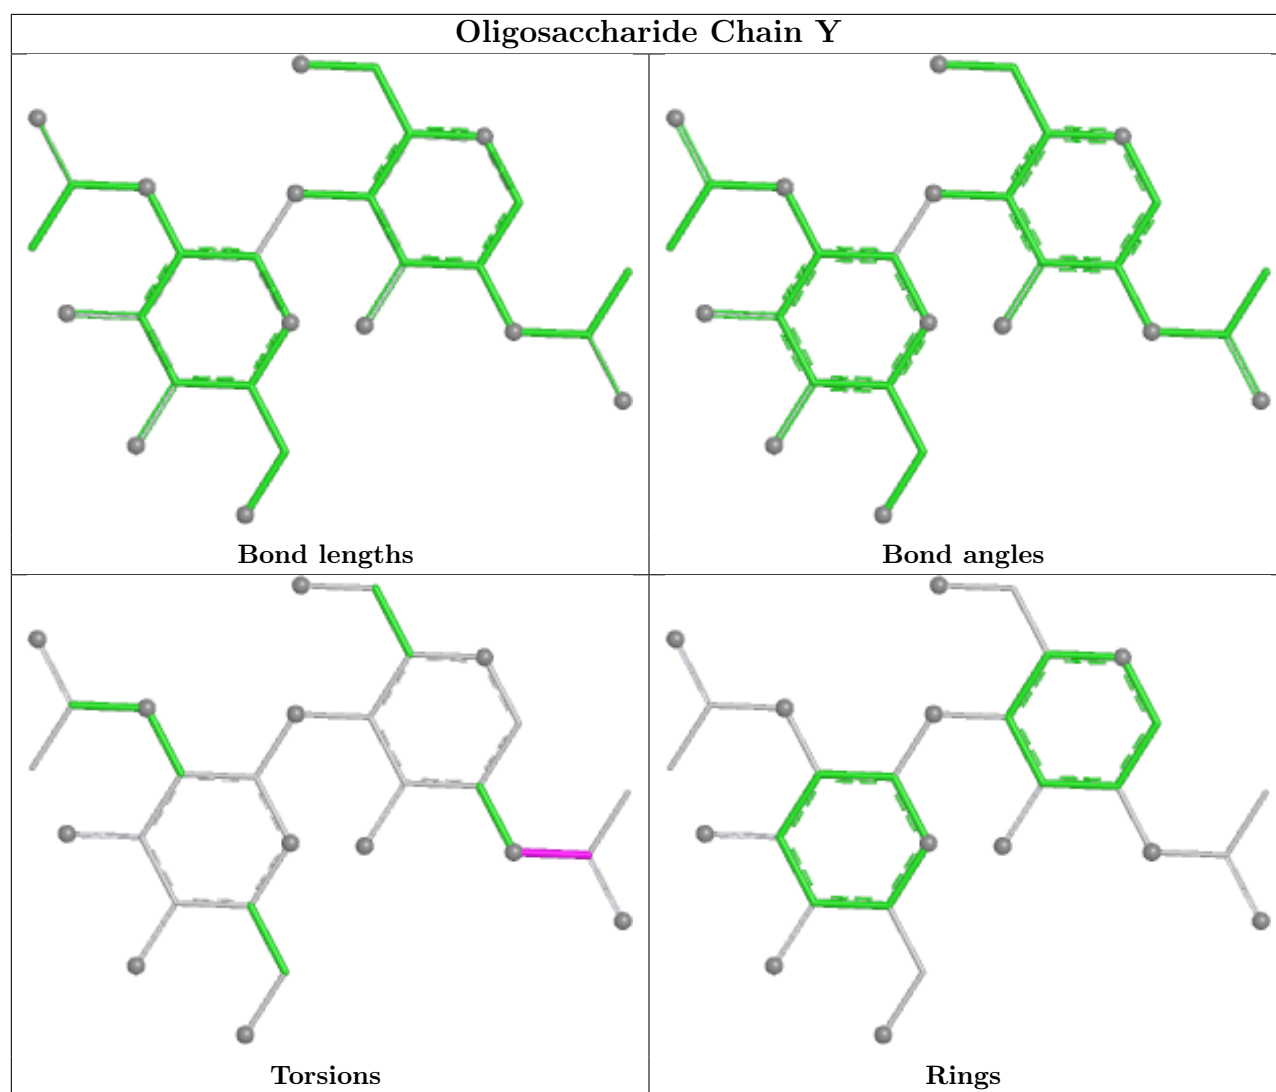 Oligosaccharide Chain Y
Bond lengths
Bond angles
Torsions
Rings